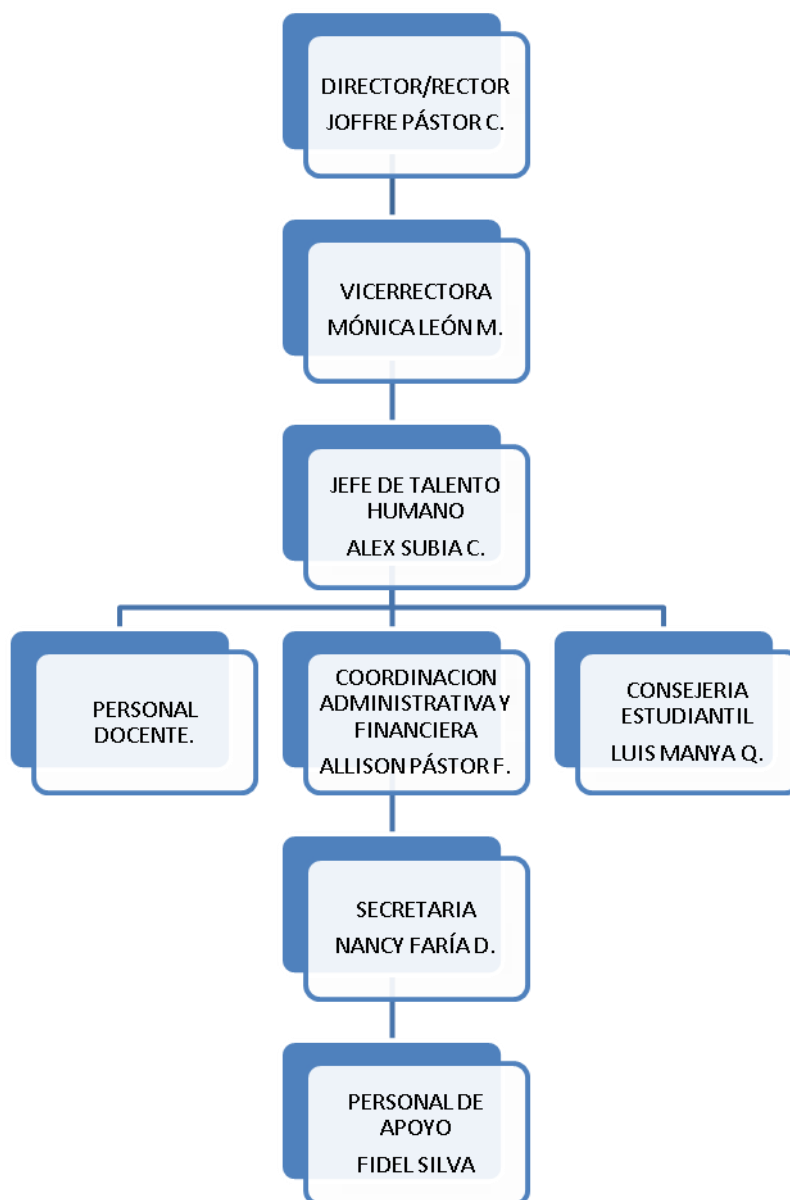 DIRECTOR/RECTOR
JOFFRE PÁSTOR C.
VICERRECTORA
MÓNICA LEÓN M.
JEFE DE TALENTO
HUMANO
ALEX SUBIA C.
PERSONAL
DOCENTE.
COORDINACION
ADMINISTRATIVA Y
FINANCIERA
ALLISON PÁSTOR F.
CONSEJERIA
ESTUDIANTIL
LUIS MANYA Q.
SECRETARIA
NANCY FARÍA D.
PERSONAL DE
APOYO
FIDEL SILVA